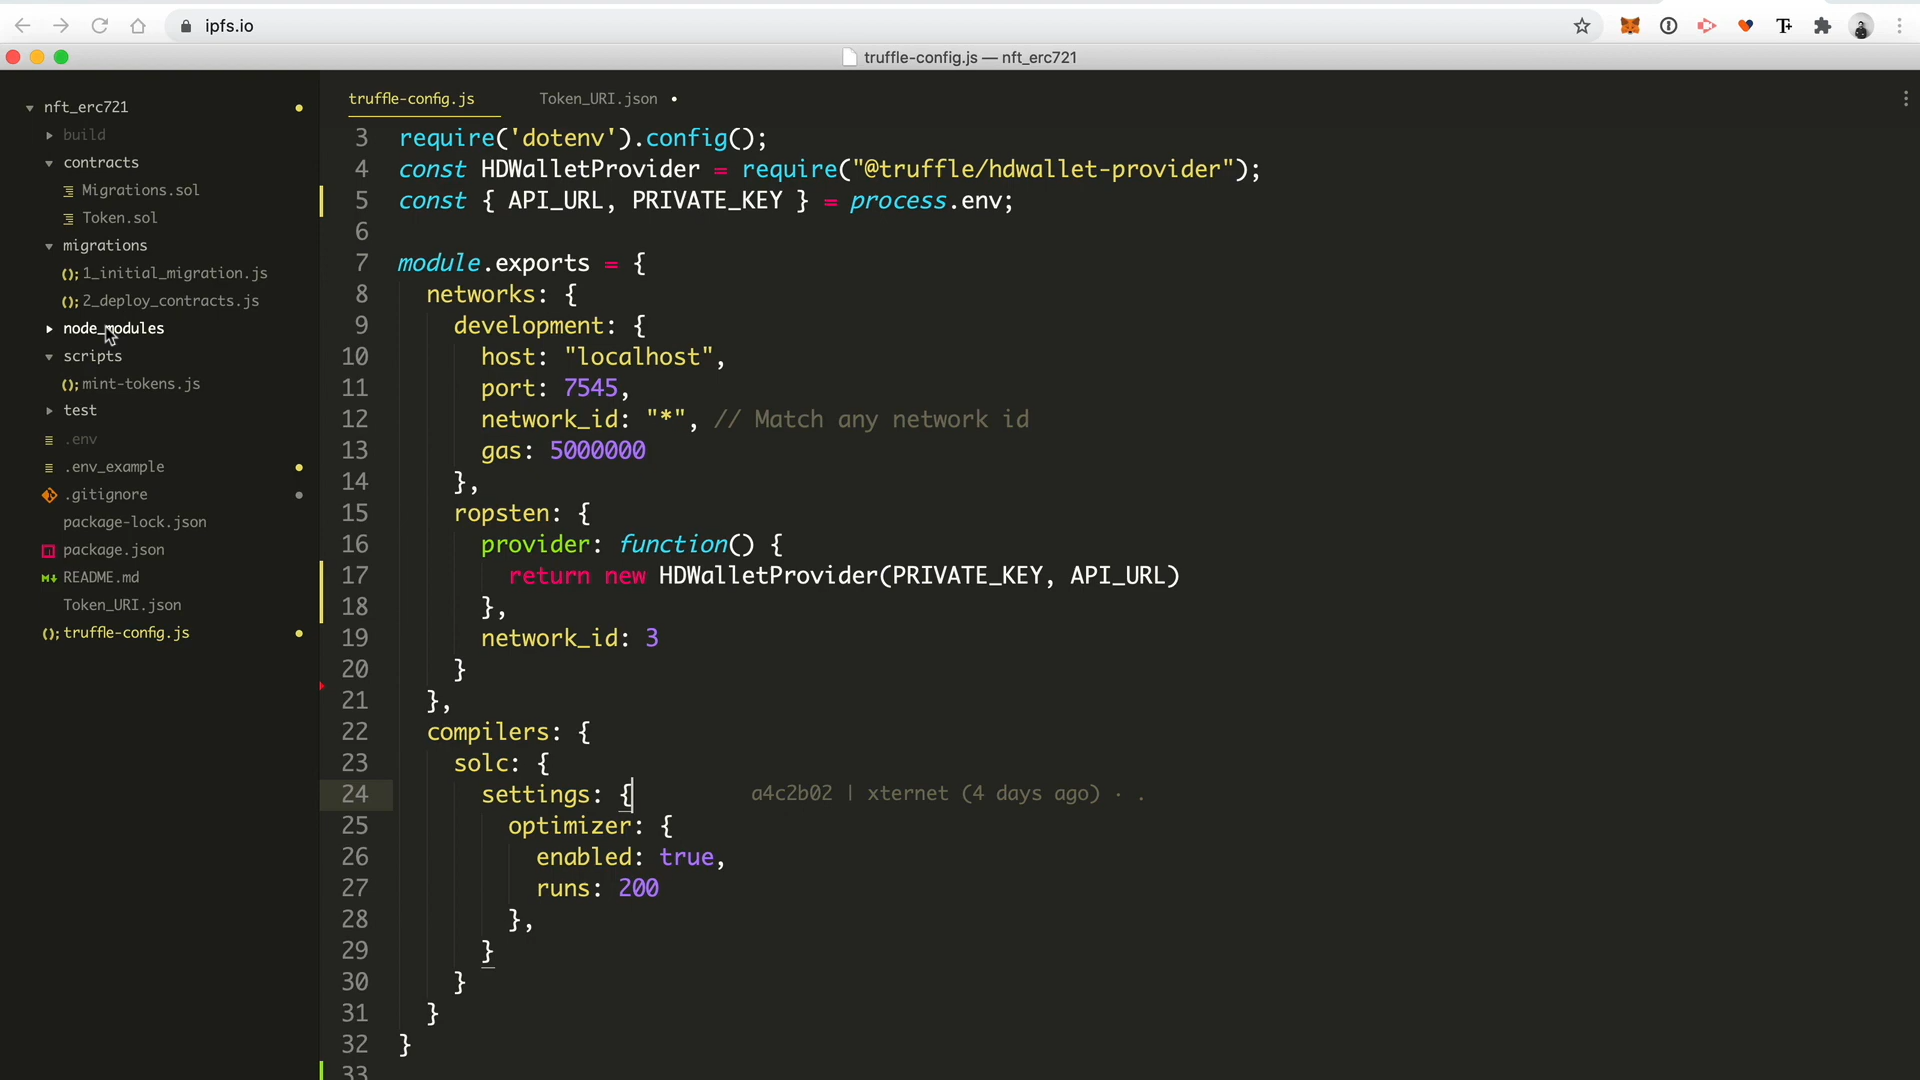 ipfs.io
truffle-config.js — nft_erc721
nft_erc721
build
contracts
Migrations.sol
Token.sol
migrations
1_initial_migration.js
2_deploy_contracts.js
node_modules
scripts
mint-tokens.js
test
.env
.env_example
.gitignore
package-lock.json
package.json
README.md
Token_URI.json
truffle-config.js
truffle-config.js
Token_URI.json
3 require('dotenv').config();
4 const HDWalletProvider = require("@truffle/hdwallet-provider");
5 const { API_URL, PRIVATE_KEY } = process.env;
6
7 module.exports = {
8 networks: {
9 development: {
10 host: "localhost",
11 port: 7545,
12 network_id: "*", // Match any network id
13 gas: 5000000
14 },
15 ropsten: {
16 provider: function() {
17 return new HDWalletProvider(PRIVATE_KEY, API_URL)
18 },
19 network_id: 3
20 }
21 },
22 compilers: {
23 solc: {
24 settings: { a4c2b02 | xternet (4 days ago) · .
25 optimizer: {
26 enabled: true,
27 runs: 200
28 },
29 }
30 }
31 }
32 }
33